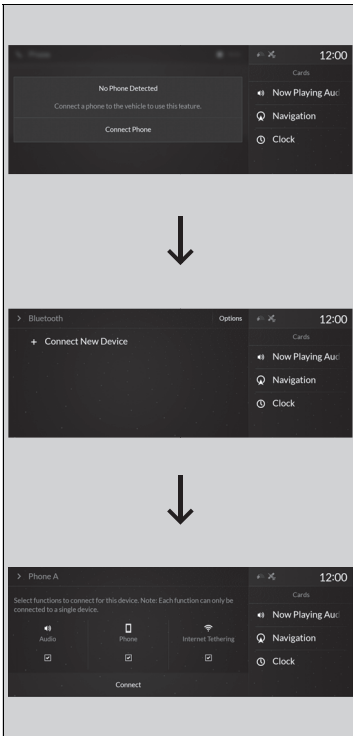 Phone
12:00
Cards
No Phone Detected
Now Playing Aud
Connect a phone to the vehicle to use this feature.
Navigation
Connect Phone
Clock
Bluetooth
Options
12:00
Cards
+ Connect New Device
Now Playing Aud
Navigation
Clock
Phone A
12:00
Select functions to connect for this device. Note: Each function can only be
connected to a single device.
Cards
Now Playing Aud
Audio
Phone
Internet Tethering
Navigation
Clock
Connect